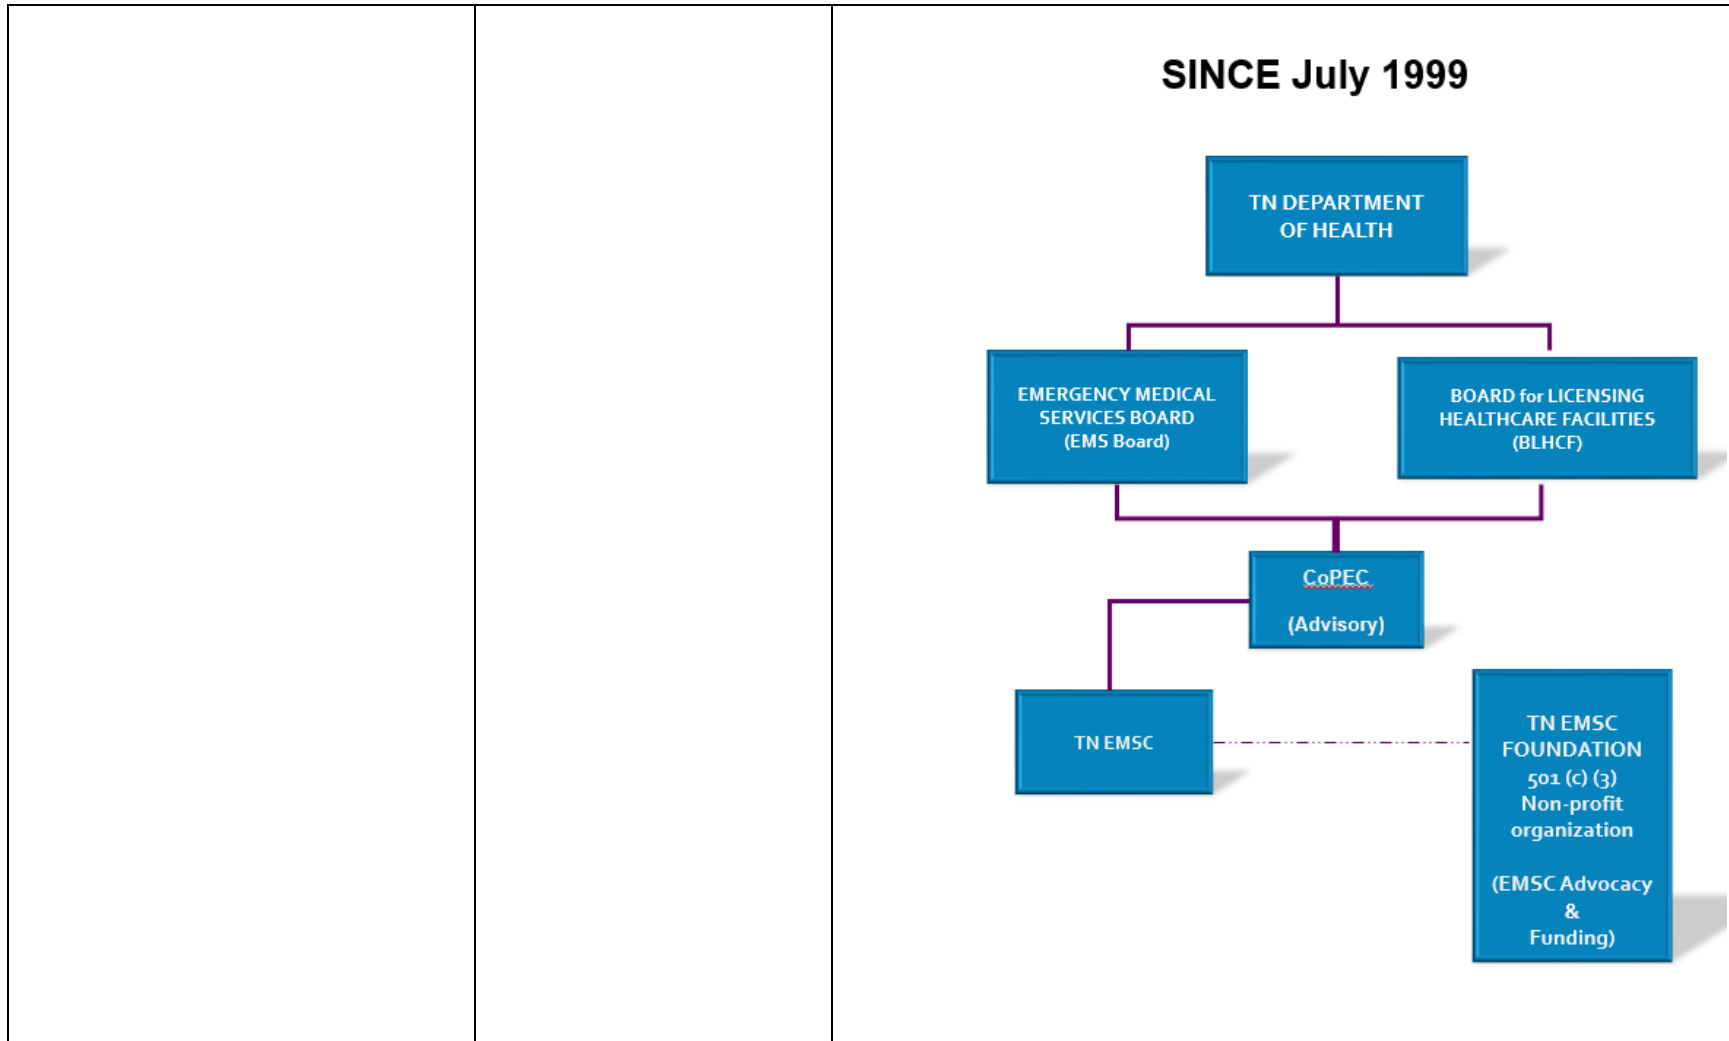 SINCE July 1999
TN DEPARTMENT
OF HEALTH
EMERGENCY MEDICAL
SERVICES BOARD
(EMS Board)
BOARD for LICENSING
HEALTHCARE FACILITIES
(BLHCF)
CoPEC
(Advisory)
TN EMSC
TN EMSC
FOUNDATION
501 (c) (3)
Non-profit
organization
(EMSC Advocacy
&
Funding)